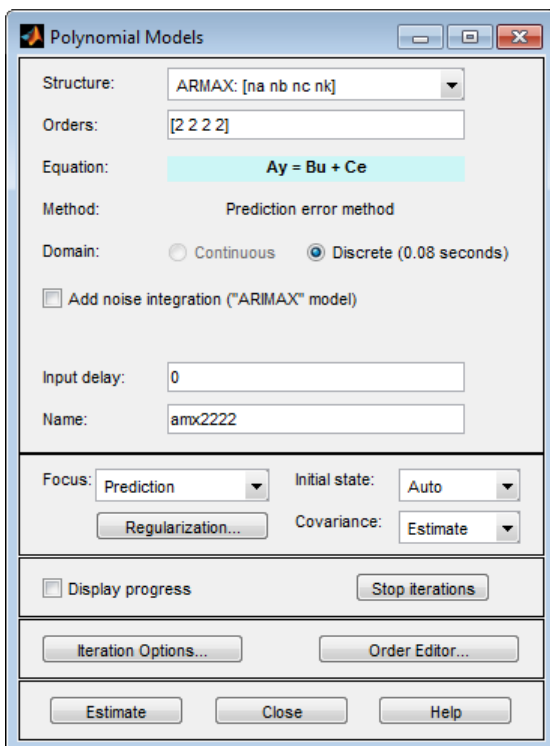 Polynomial Models
Structure: ARMAX: [na nb nc nk]
Orders: [2 2 2 2]
Equation: Ay = Bu + Ce
Method: Prediction error method
Domain: Continuous Discrete (0.08 seconds)
Add noise integration ("ARIMAX" model)
Input delay: 0
Name: amx2222
Focus: Prediction Initial state: Auto
Regularization... Covariance: Estimate
Display progress Stop iterations
Iteration Options... Order Editor...
Estimate Close Help